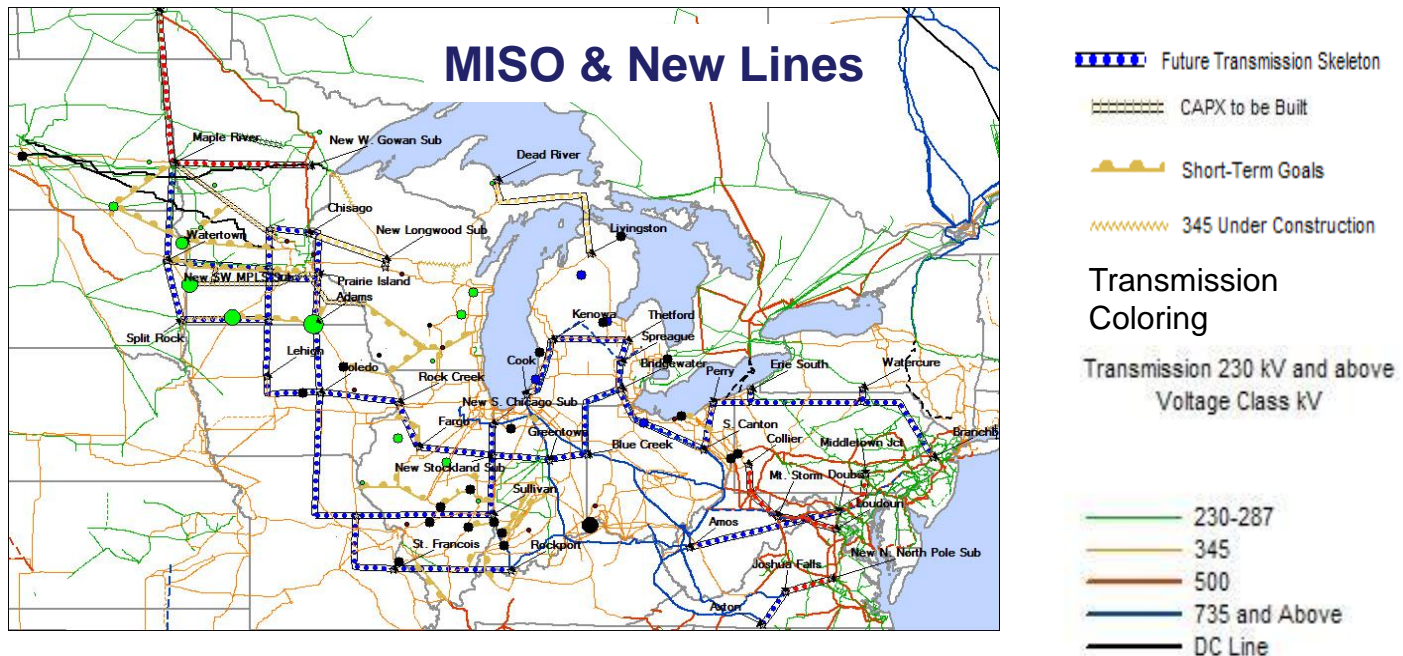 MISO & New Lines
Maple River
New W. Gowan Sub
Dead River
Chisago
New Longwood Sub
Livingston
Watertown
New SW MPLS Sub
Prairie Island
Adams
Split Rock
Lehigh
Kenowa
Thetford
Spreague
Cook
Bridgewater
Perry
Erie South
Watercure
Rock Creek
New S. Chicago Sub
Fargo
Greentown
Blue Creek
S. Canton
Collier
Middletown Jct
New Stockland Sub
Sullivan
Mt. Storm
Doubs
Loudoun
Amos
St. Francois
Rockport
New N. North Pole Sub
Joshua Falls
Axton
Future Transmission Skeleton
CAPX to be Built
Short-Term Goals
345 Under Construction
Transmission
Coloring
Transmission 230 kV and above
Voltage Class kV
230-287
345
500
735 and Above
DC Line